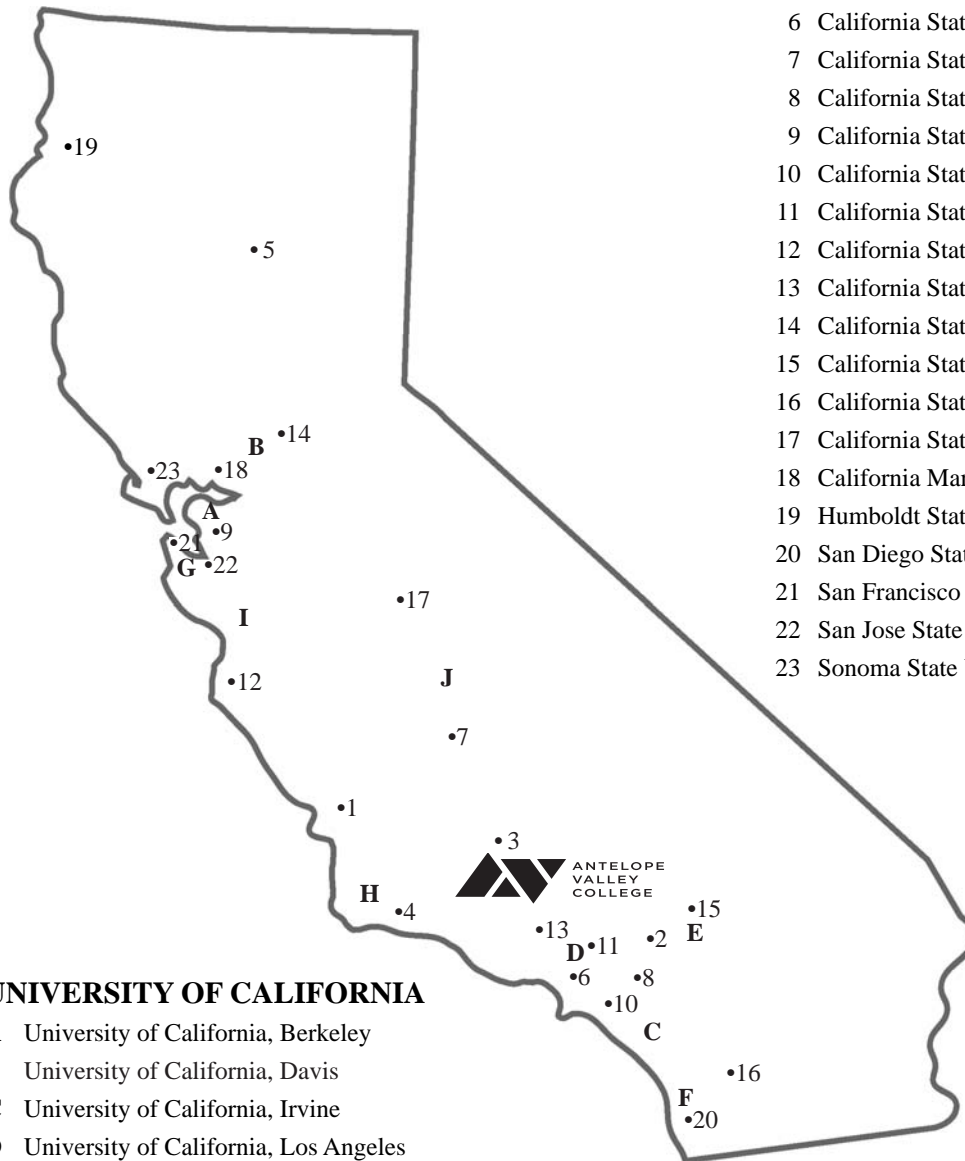 6 California Stat
7 California Stat
8 California Stat
9 California Stat
10 California Stat
11 California Stat
12 California Stat
13 California Stat
14 California Stat
15 California Stat
16 California Stat
17 California Stat
18 California Mar
19 Humboldt Stat
20 San Diego Stat
21 San Francisco
22 San Jose State
23 Sonoma State
•19
•5
•14
B
•23
•18
A
•9
•21
G
•22
•17
I
J
•12
•7
•1
•3
ANTELOPE
VALLEY
COLLEGE
H
•4
•15
E
•13
•2
D
•11
•6
•8
•10
C
•16
F
•20
UNIVERSITY OF CALIFORNIA
University of California, Berkeley
University of California, Davis
University of California, Irvine
University of California, Los Angeles